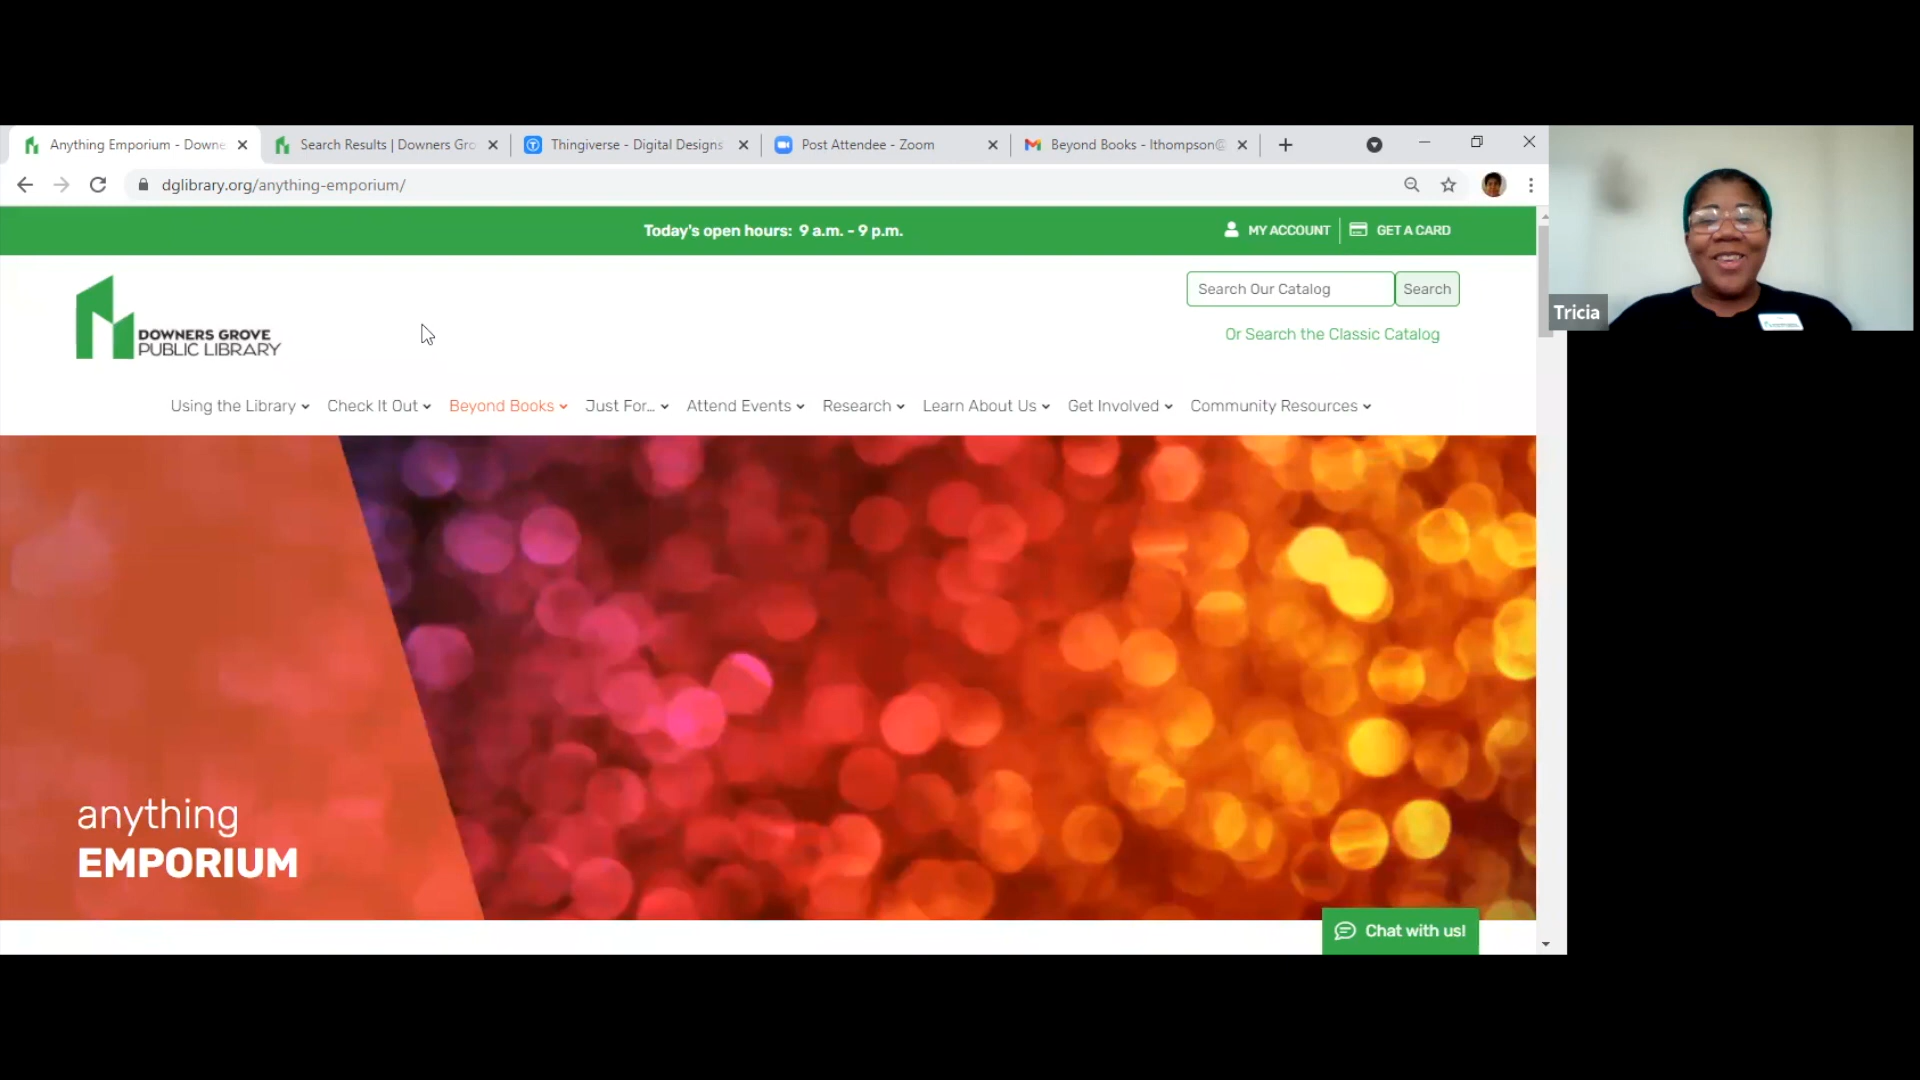 Anything Emporium - Downe
Search Results | Downers Gro
Thingiverse - Digital Designs
Post Attendee - Zoom
Beyond Books - lthompson@
dglibrary.org/anything-emporium/
Today's open hours: 9 a.m. - 9 p.m.
MY ACCOUNT
GET A CARD
DOWNERS GROVE
PUBLIC LIBRARY
Search Our Catalog
Search
Or Search the Classic Catalog
Using the Library
Check It Out
Beyond Books
Just For...
Attend Events
Research
Learn About Us
Get Involved
Community Resources
anything
EMPORIUM
Chat with us!
Tricia